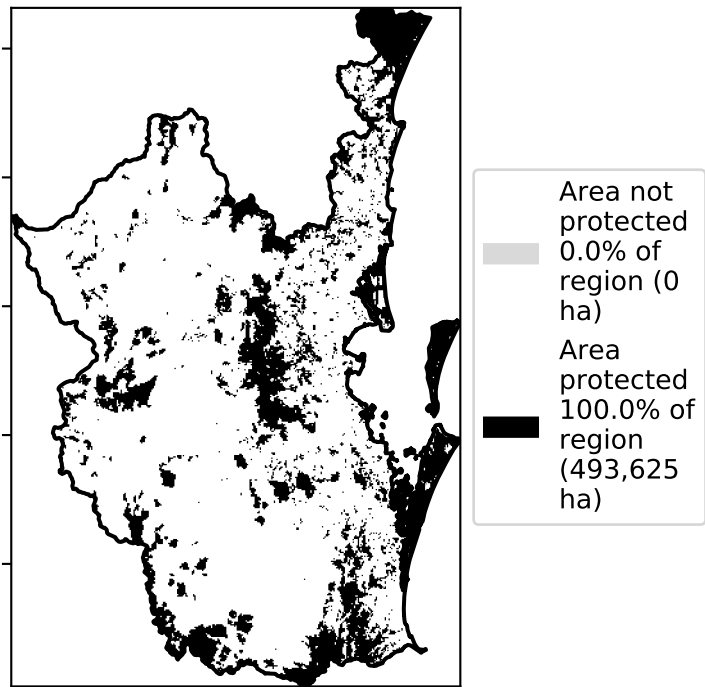 Area not
protected
0.0% of
region (0
ha)
Area
protected
100.0% of
region
(493,625
ha)